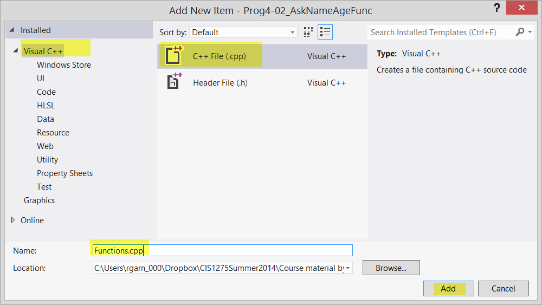 Add New Item - Prog4-02_AskNameAgeFunc
? ×
Installed
Sort by: Default
Search Installed Templates (Ctrl+E)
Visual C++
Windows Store
UI
Code
HLSL
Data
Resource
Web
Utility
Property Sheets
Test
Graphics
Online
C++ File (.cpp) Visual C++
Header File (.h) Visual C++
Type: Visual C++
Creates a file containing C++ source code
Name: Functions.cpp
Location: C:\Users\rgarn_000\Dropbox\CIS1275Summer2014\Course material by
Browse...
Add Cancel